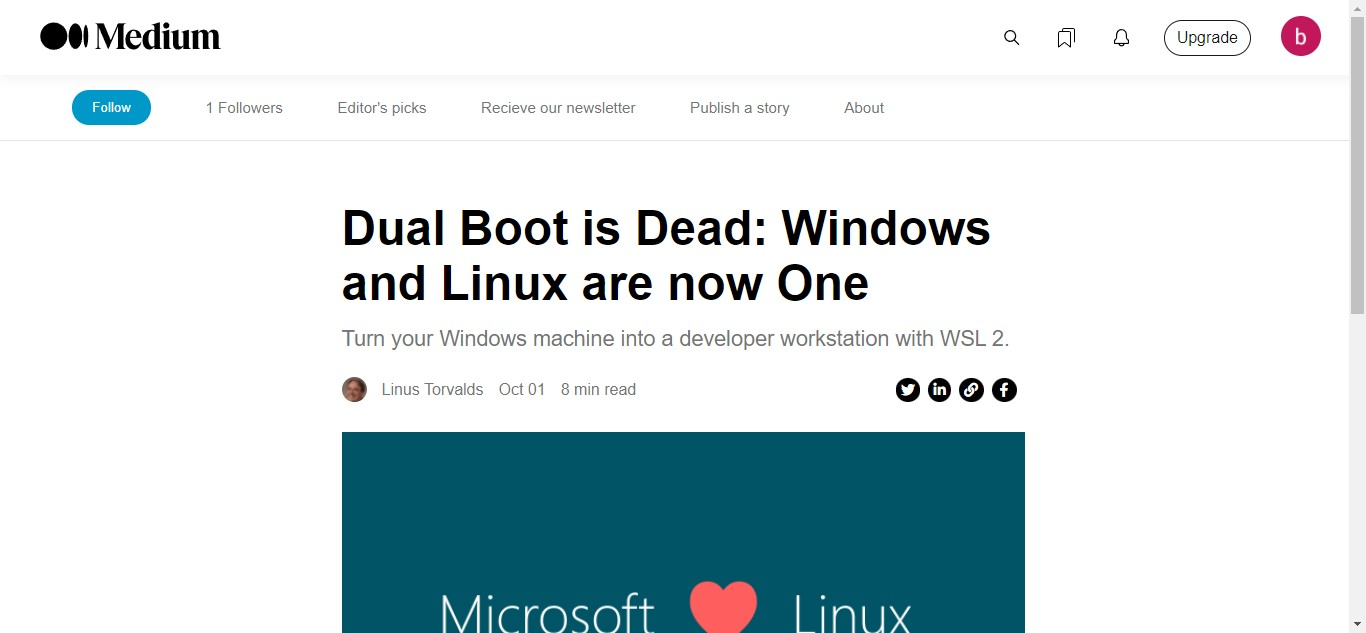 Medium
Upgrade
b
Follow
1 Followers
Editor's picks
Recieve our newsletter
Publish a story
About
Dual Boot is Dead: Windows
and Linux are now One
Turn your Windows machine into a developer workstation with WSL 2.
Linus Torvalds Oct 01 8 min read
Microsoft Linux